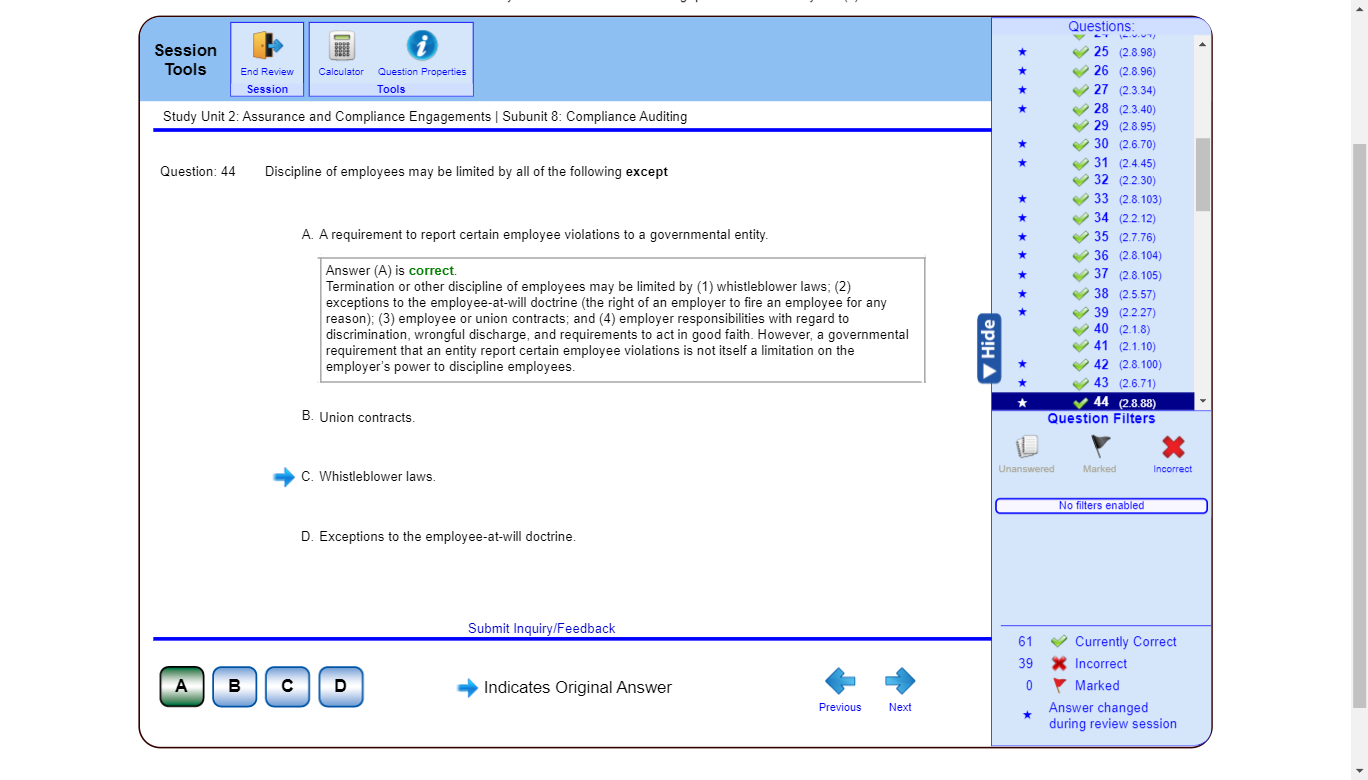 Session
Tools
End Review
Session
Calculator
Question Properties
Tools
Study Unit 2: Assurance and Compliance Engagements | Subunit 8: Compliance Auditing
Question: 44 Discipline of employees may be limited by all of the following except
A. A requirement to report certain employee violations to a governmental entity.
Answer (A) is correct.
Termination or other discipline of employees may be limited by (1) whistleblower laws; (2)
exceptions to the employee-at-will doctrine (the right of an employer to fire an employee for any
reason); (3) employee or union contracts; and (4) employer responsibilities with regard to
discrimination, wrongful discharge, and requirements to act in good faith. However, a governmental
requirement that an entity report certain employee violations is not itself a limitation on the
employer's power to discipline employees.
B. Union contracts.
C. Whistleblower laws.
D. Exceptions to the employee-at-will doctrine.
Submit Inquiry/Feedback
A B C D
Indicates Original Answer
Previous
Next
Questions:
25 (2.8.98)
26 (2.8.96)
27 (2.3.34)
28 (2.3.40)
29 (2.8.95)
30 (2.6.70)
31 (2.4.45)
32 (2.2.30)
33 (2.8.103)
34 (2.2.12)
35 (2.7.76)
36 (2.8.104)
37 (2.8.105)
38 (2.5.57)
39 (2.2.27)
40 (2.1.8)
41 (2.1.10)
42 (2.8.100)
43 (2.6.71)
44 (2.8.88)
Hide
Question Filters
Unanswered
Marked
Incorrect
No filters enabled
61 Currently Correct
39 Incorrect
0 Marked
Answer changed
during review session